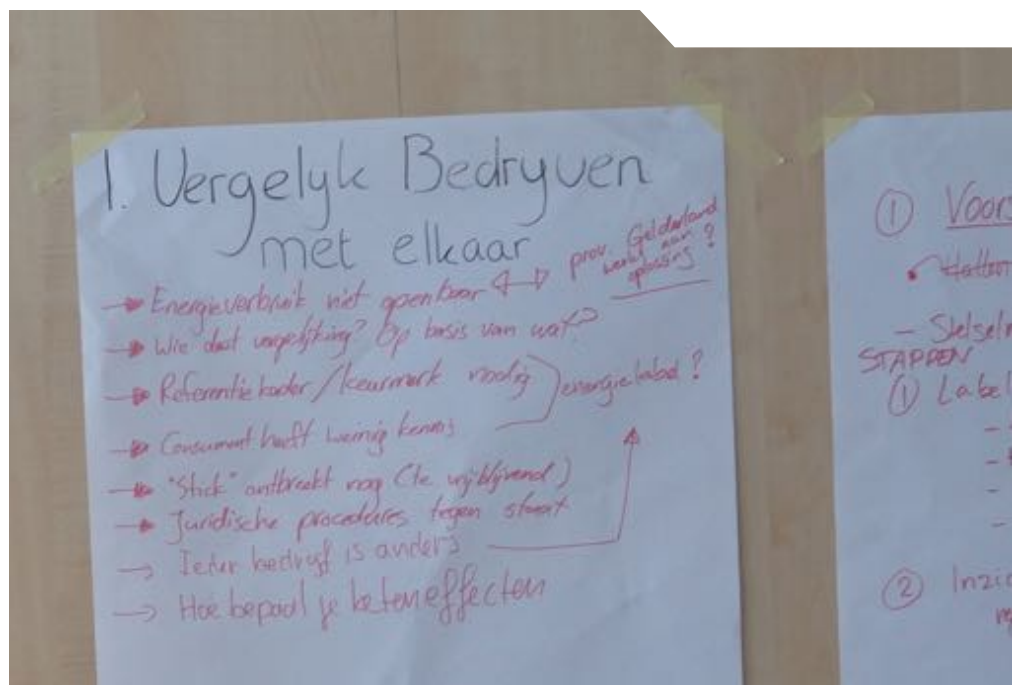 1. Vergelyk Bedryven
met elkaar
→ Energieverbruik niet openbaar ↔ prov. Gelderland
werkt aan
oplossing?
→ Wie doet vergelijking? Op basis van wat?
→ Referentiekader/keurmerk nodig
energielabel?
→ Consument heeft weinig kennis
→ "Stick" ontbreekt nog (te vrijblijvend)
→ Juridische procedures tegen staat
→ Ieder bedrijf is anders
→ Hoe bepaal je keteneffecten
① Voors
STAPPEN
① Label
② Inzic